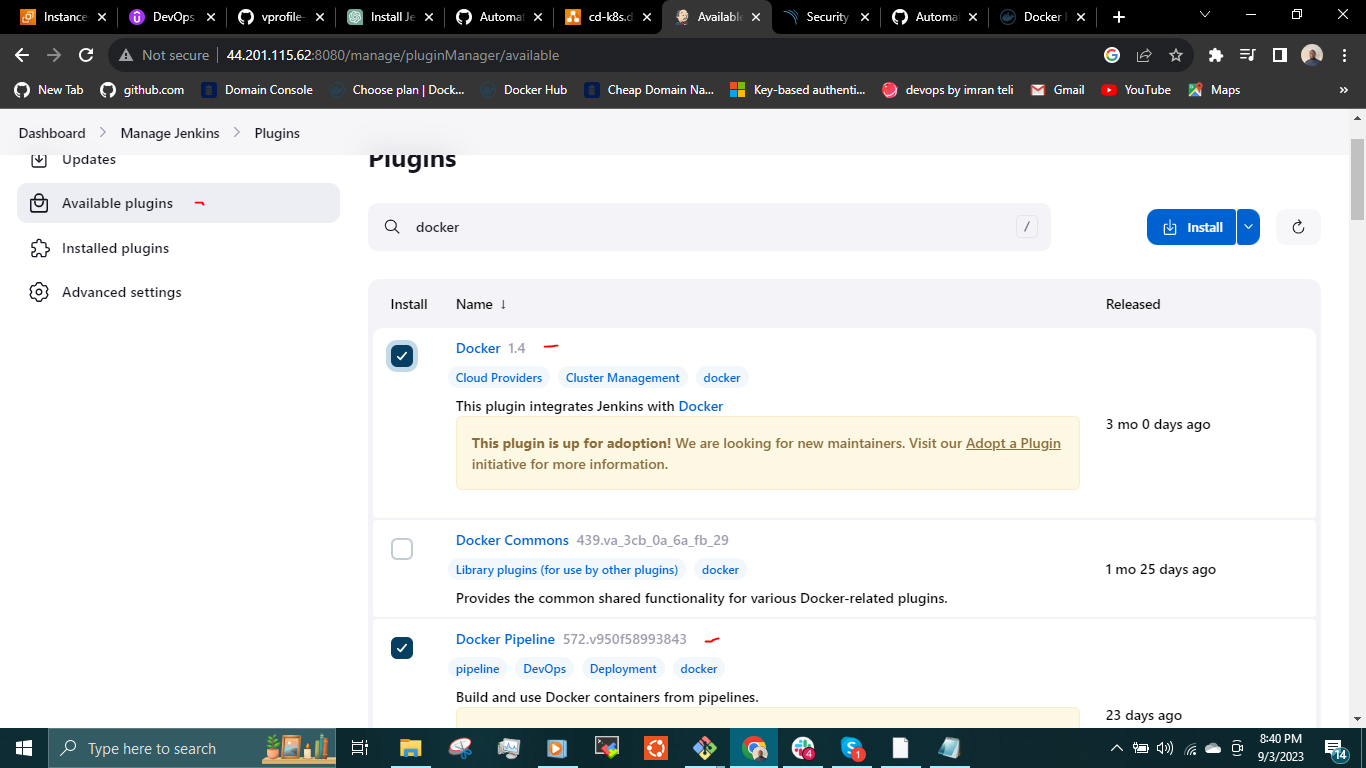 Instance:
DevOps
vprofile-
Install Je
Automat
cd-k8s.d
Available
Security
Automat
Docker H
Not secure
44.201.115.62:8080/manage/pluginManager/available
New Tab
github.com
Domain Console
Choose plan | Dock...
Docker Hub
Cheap Domain Na...
Key-based authenti...
devops by imran teli
Gmail
YouTube
Maps
»
Dashboard
Manage Jenkins
Plugins
Updates
Available plugins
Installed plugins
Advanced settings
Plugins
docker
/
Install
Install Name ↓ Released
Docker 1.4
Cloud Providers Cluster Management docker
This plugin integrates Jenkins with Docker
This plugin is up for adoption! We are looking for new maintainers. Visit our Adopt a Plugin
initiative for more information.
3 mo 0 days ago
Docker Commons 439.va_3cb_0a_6a_fb_29
Library plugins (for use by other plugins) docker
Provides the common shared functionality for various Docker-related plugins.
1 mo 25 days ago
Docker Pipeline 572.v950f58993843
pipeline DevOps Deployment docker
Build and use Docker containers from pipelines.
23 days ago
Type here to search
4
1
8:40 PM
9/3/2023
14